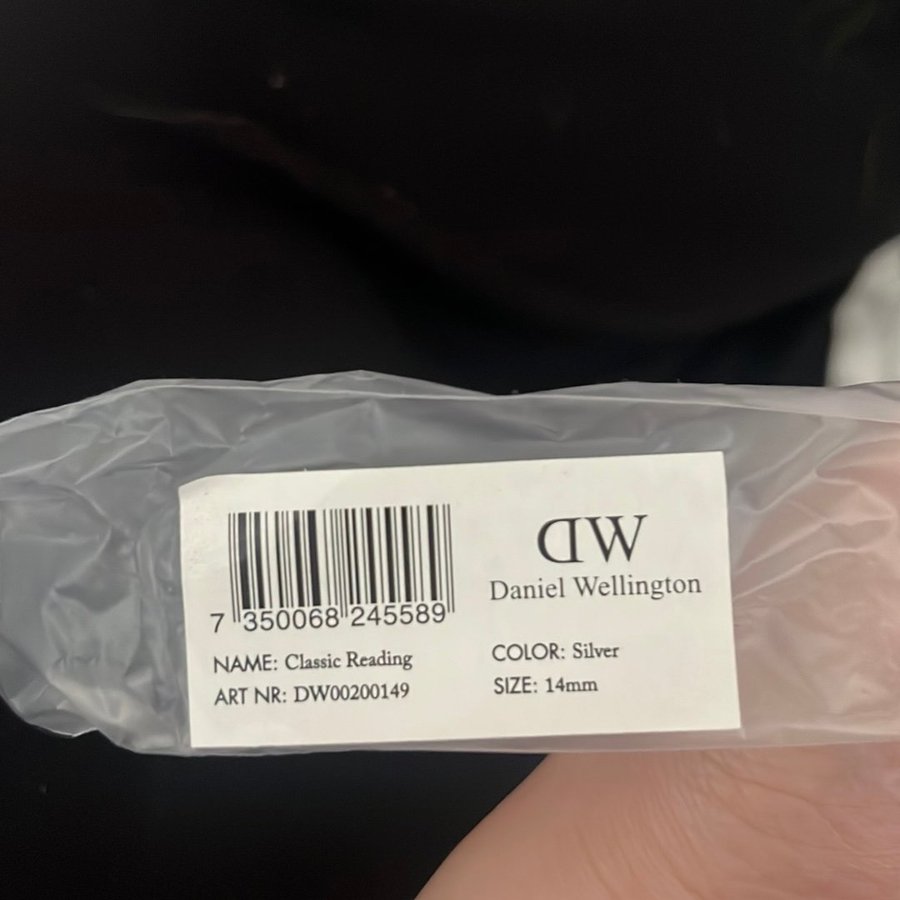 DW
Daniel Wellington
7 350068 245589
NAME: Classic Reading
ART NR: DW00200149
COLOR: Silver
SIZE: 14mm